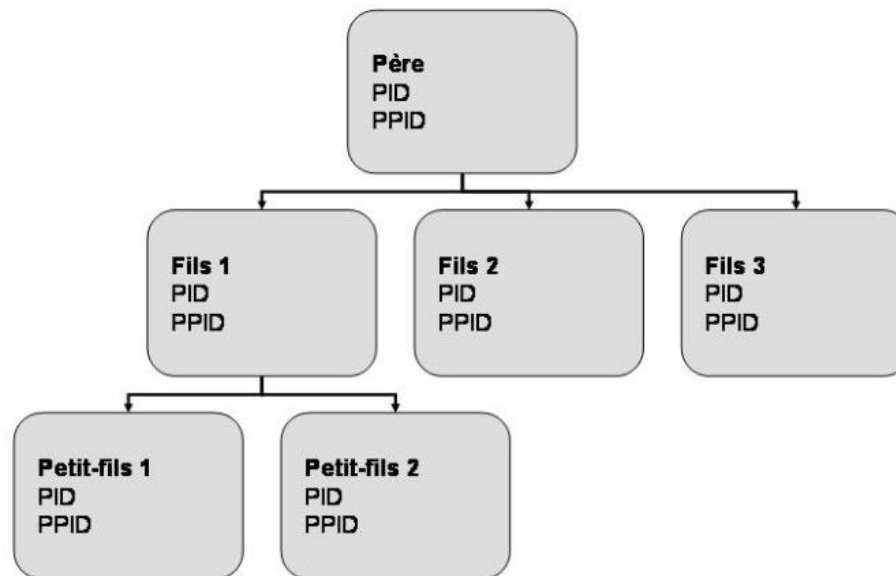 Père
PID
PPID
Fils 1
PID
PPID
Fils 2
PID
PPID
Fils 3
PID
PPID
Petit-fils 1
PID
PPID
Petit-fils 2
PID
PPID